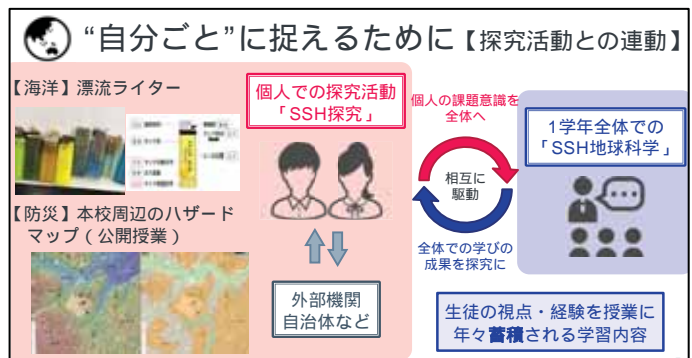 “自分ごと”に捉えるために【探究活動との連動】
【海洋】漂流ライター
【防災】本校周辺のハザード
マップ（公開授業）
個人での探究活動
「SSH探究」
外部機関
自治体など
個人の課題意識を
全体へ
相互に
駆動
全体での学びの
成果を探究に
1学年全体での
「SSH地球科学」
生徒の視点・経験を授業に
年々蓄積される学習内容